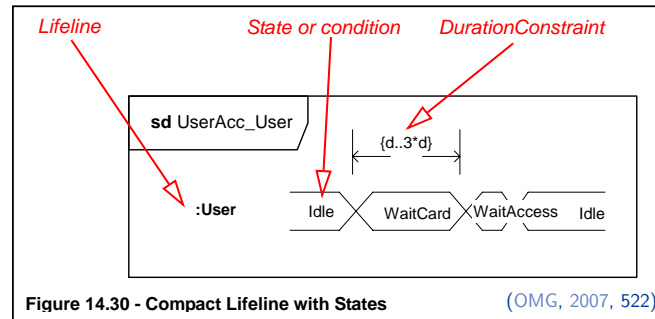 Lifeline State or condition DurationConstraint
sd UserAcc_User
{d..3*d}
:User Idle WaitCard WaitAccess Idle
Figure 14.30 - Compact Lifeline with States (OMG, 2007, 522)